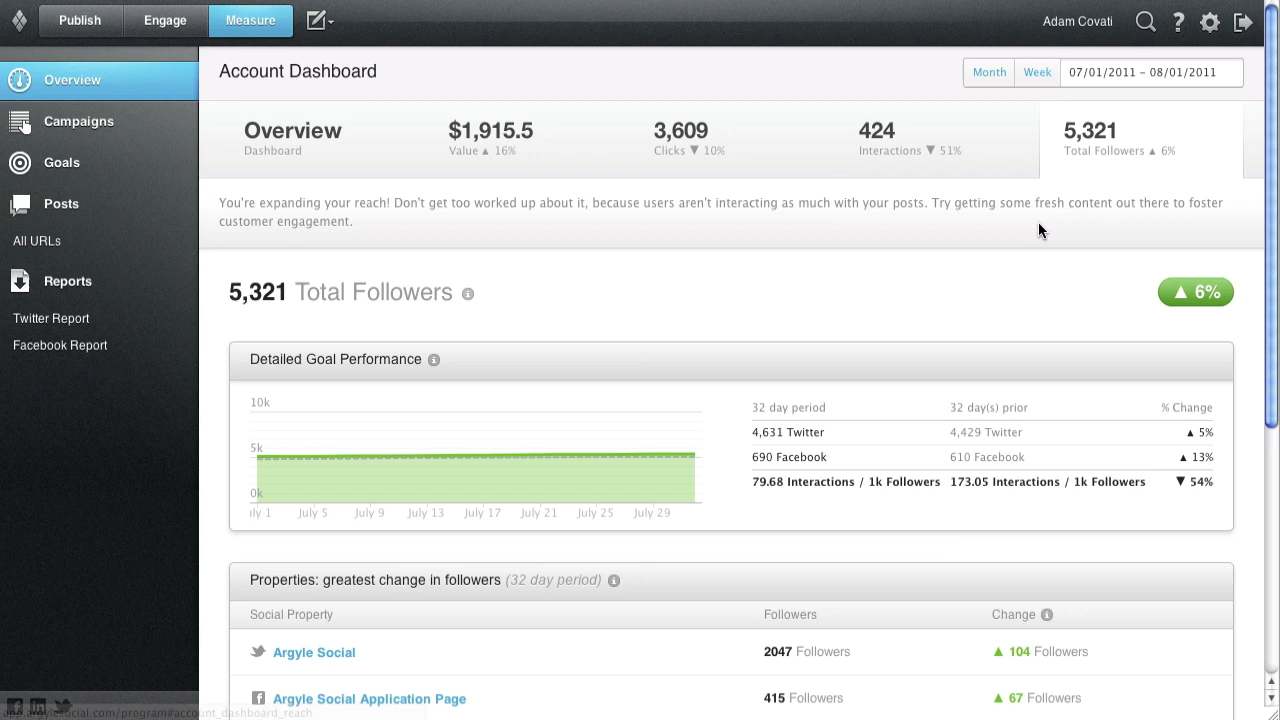 Publish Engage Measure Adam Covati ?
Overview
Campaigns
Goals
Posts
All URLs
Reports
Twitter Report
Facebook Report
Account Dashboard
Month Week 07/01/2011 – 08/01/2011
Overview $1,915.5 3,609 424 5,321
Dashboard Value ▲ 16% Clicks ▼ 10% Interactions ▼ 51% Total Followers ▲ 6%
You're expanding your reach! Don't get too worked up about it, because users aren't interacting as much with your posts. Try getting some fresh content out there to foster
customer engagement.
5,321 Total Followers ▲ 6%
Detailed Goal Performance
10k
5k
0k
ıly 1 July 5 July 9 July 13 July 17 July 21 July 25 July 29
32 day period 32 day(s) prior % Change
4,631 Twitter 4,429 Twitter ▲ 5%
690 Facebook 610 Facebook ▲ 13%
79.68 Interactions / 1k Followers 173.05 Interactions / 1k Followers ▼ 54%
Properties: greatest change in followers (32 day period)
Social Property Followers Change
Argyle Social 2047 Followers ▲ 104 Followers
Argyle Social Application Page 415 Followers ▲ 67 Followers
app.argylesocial.com/program#account_dashboard_reach